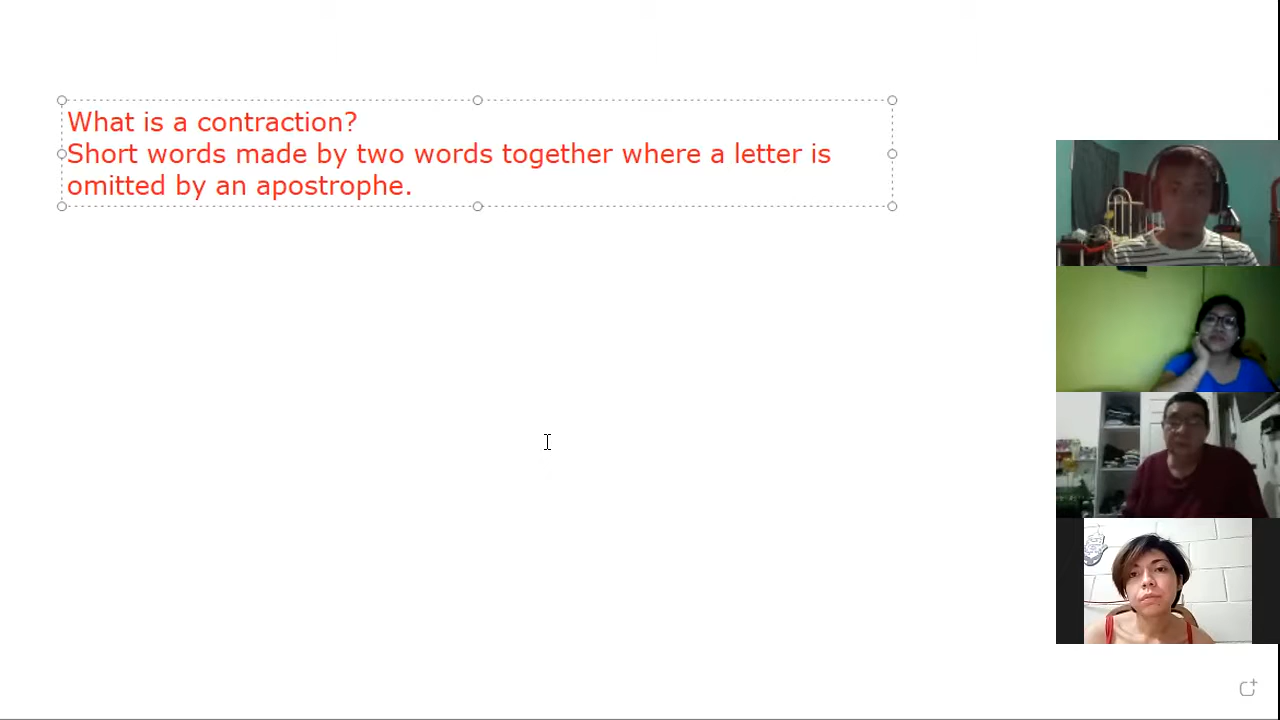 What is a contraction?
Short words made by two words together where a letter is
omitted by an apostrophe.